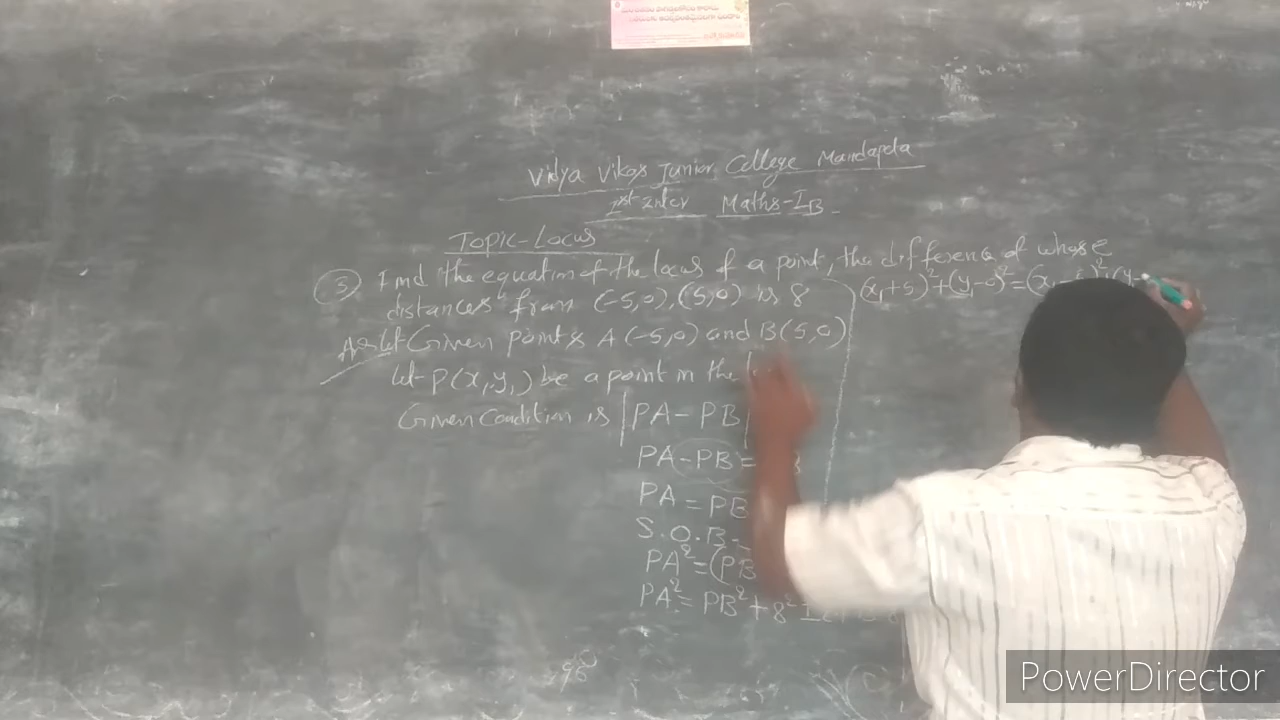 Vidya Vikas Junior College Mandapeta
Ist Inter Maths-IB
Topic-Locus
(3) Find the equation of the locus of a point, the difference of whose
distances from (-5,0), (5,0) is 8
Given points A (-5,0) and B(5,0)
let P(x₁,y₁) be a point on the
Given Condition is |PA - PB|
PA-PB=
PA = PB
S.O.B
PA²=(PB
PA²= PB²+ 8²
(x₁+5)²+(y₁-0)²=(x₁
PowerDirector